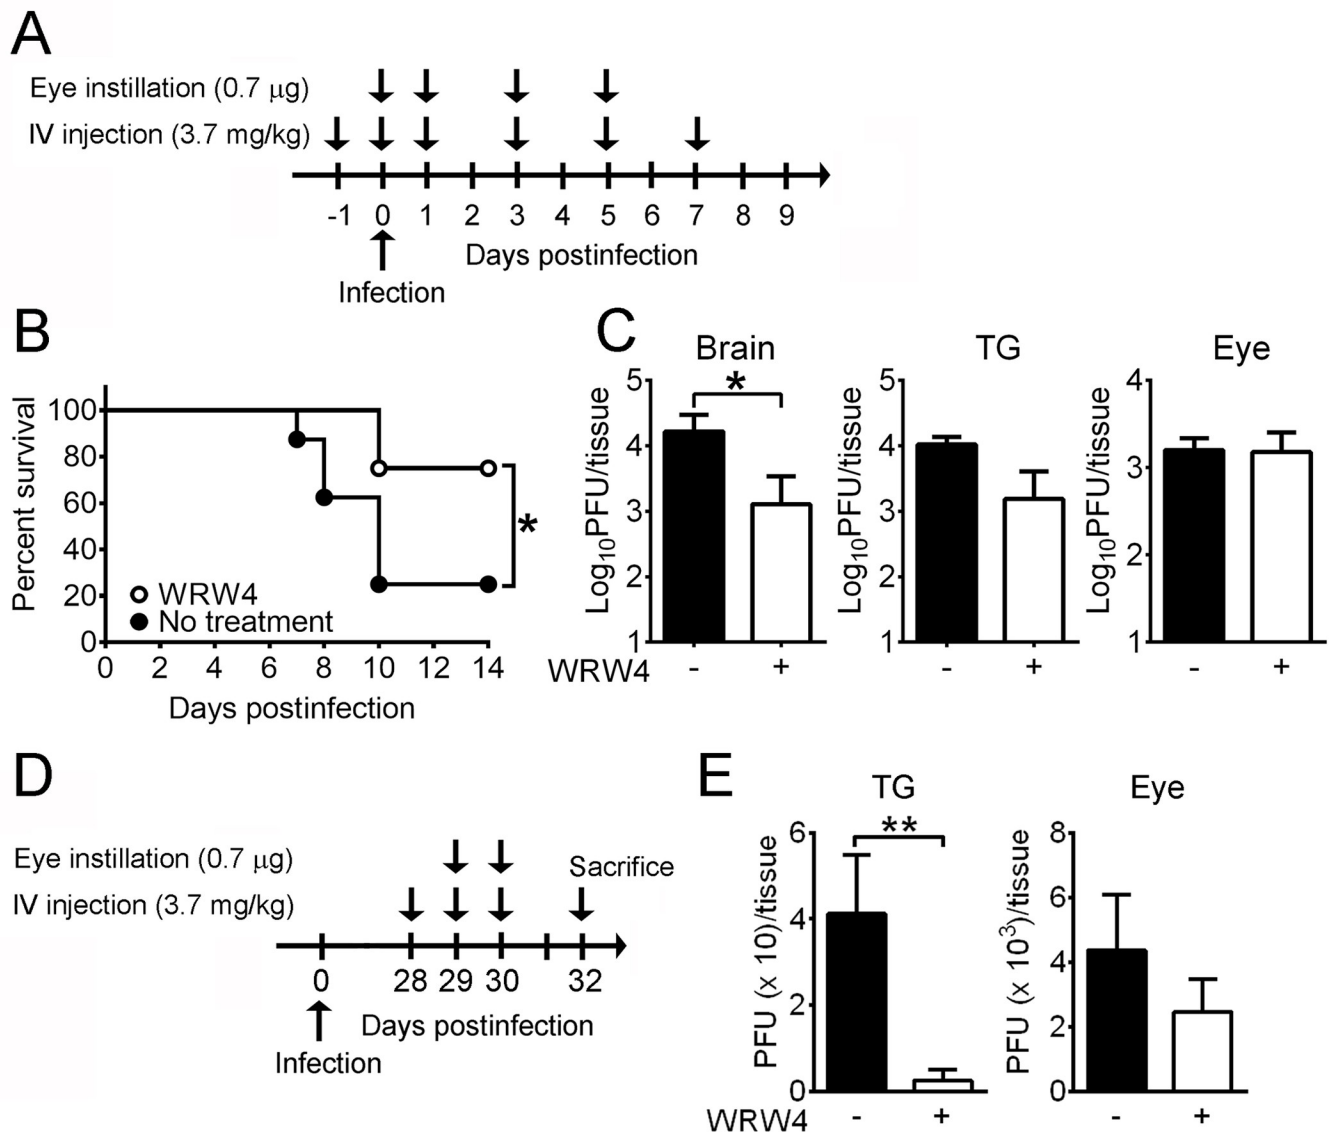 A
Eye instillation (0.7 μg)
IV injection (3.7 mg/kg)
-1 0 1 2 3 4 5 6 7 8 9
Days postinfection
Infection
B
Percent survival
100
80
60
40
20
0
WRW4
No treatment
*
0 2 4 6 8 10 12 14
Days postinfection
C
Brain
Log10PFU/tissue
5
4
3
2
1
*
WRW4 - +
TG
Log10PFU/tissue
5
4
3
2
1
- +
Eye
Log10PFU/tissue
4
3
2
1
- +
D
Eye instillation (0.7 μg)
IV injection (3.7 mg/kg)
Sacrifice
0 28 29 30 32
Days postinfection
Infection
E
TG
PFU (x 10)/tissue
6
4
2
0
**
WRW4 - +
Eye
PFU (x 10³)/tissue
8
6
4
2
0
- +